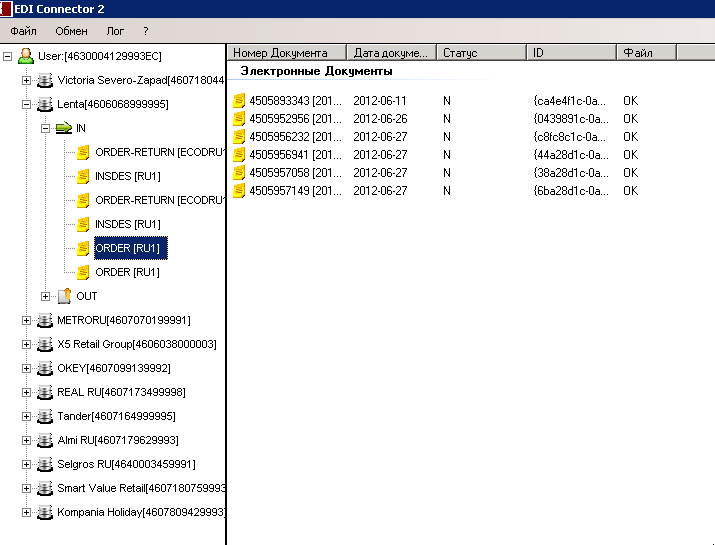 EDI Connector 2
Файл Обмен Лог ?
User:[4630004129993EC]
Victoria Severo-Zapad[460718044
Lenta[4606068999995]
IN
ORDER-RETURN [ECODRU
INSDES [RU1]
ORDER-RETURN [ECODRU
INSDES [RU1]
ORDER [RU1]
ORDER [RU1]
OUT
METRORU[4607070199991]
X5 Retail Group[4606038000003]
OKEY[4607099139992]
REAL RU[4607173499998]
Tander[4607164999995]
Almi RU[4607179629993]
Selgros RU[4640003459991]
Smart Value Retail[4607180759993
Kompania Holiday[4607809429993]
Номер Документа Дата докуме... Статус ID Файл
Электронные Документы
4505893343 [201... 2012-06-11 N {ca4e4f1c-0a... OK
4505952956 [201... 2012-06-26 N {0439891c-0a... OK
4505956232 [201... 2012-06-27 N {c8fc8c1c-0a... OK
4505956941 [201... 2012-06-27 N {44a28d1c-0a... OK
4505957058 [201... 2012-06-27 N {38a28d1c-0a... OK
4505957149 [201... 2012-06-27 N {6ba28d1c-0a... OK